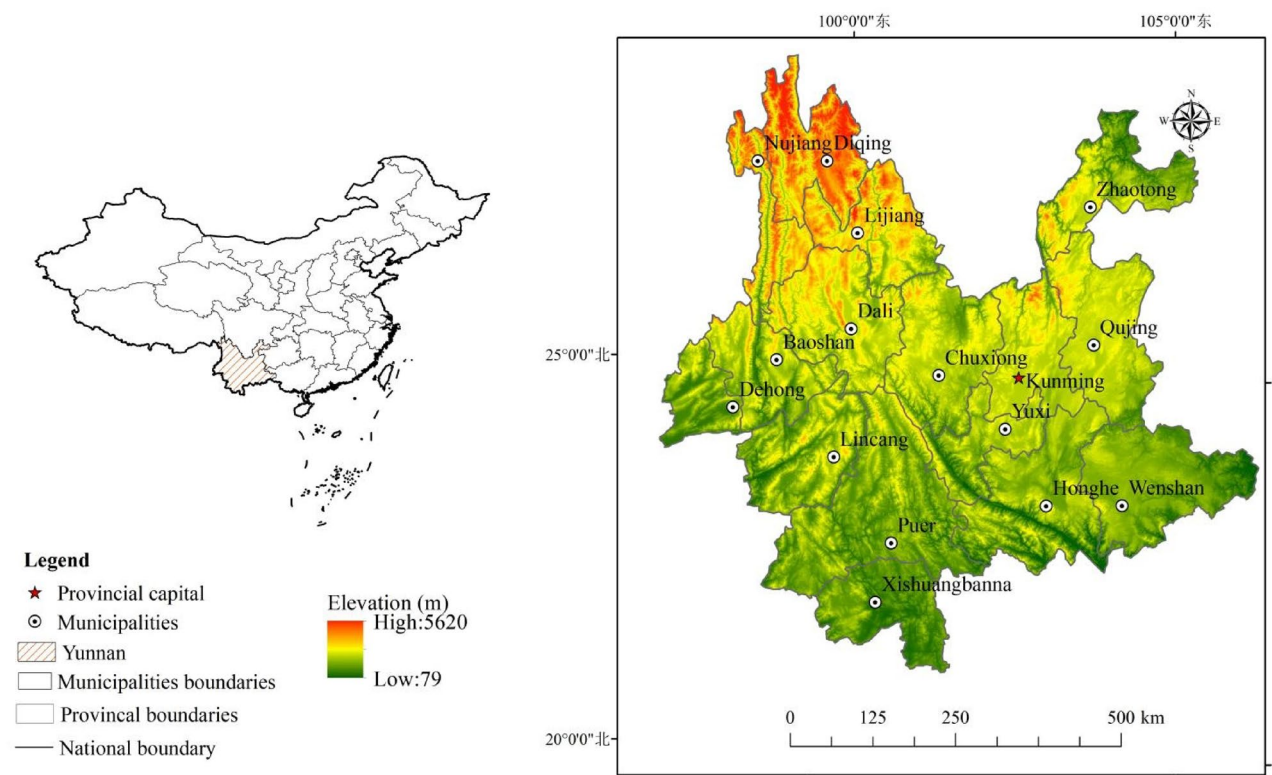 100°0'0"东
105°0'0"东
N
W
E
S
Nujiang
Diqing
Zhaotong
Lijiang
Dali
Qujing
25°0'0"北
Baoshan
Chuxiong
Kunming
Dehong
Yuxi
Lincang
Honghe
Wenshan
Puer
Xishuangbanna
Legend
Provincial capital
Municipalities
Yunnan
Municipalities boundaries
Provincal boundaries
National boundary
Elevation (m)
High:5620
Low:79
0 125 250 500 km
20°0'0"北